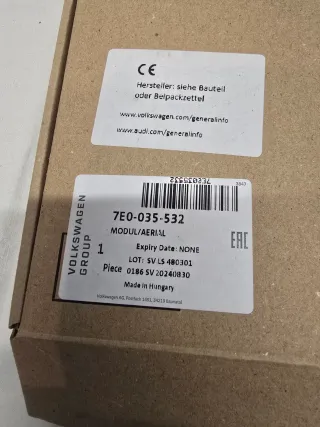 CE
Hersteller: siehe Bauteil
oder Beipackzettel
www.volkswagen.com/generalinfo
www.audi.com/generalinfo
7E0035532
VOLKSWAGEN
GROUP
7E0-035-532
MODUL/AERIAL
EAC
1
Expiry Date: NONE
LOT: SV LS 480301
Piece 0186 SV 20240830
Made in Hungary